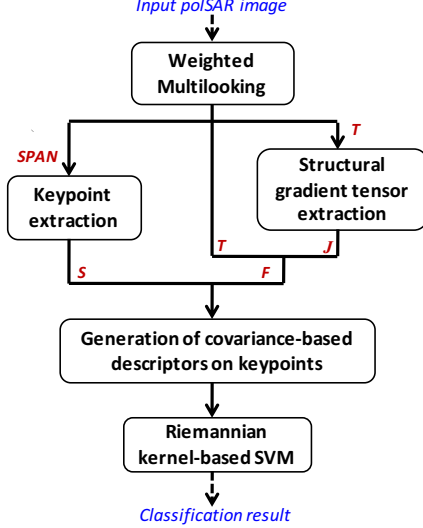 Input polSAR image
Weighted
Multilooking
T
SPAN
Keypoint
extraction
Structural
gradient tensor
extraction
T
J
S
F
Generation of covariance-based
descriptors on keypoints
Riemannian
kernel-based SVM
Classification result